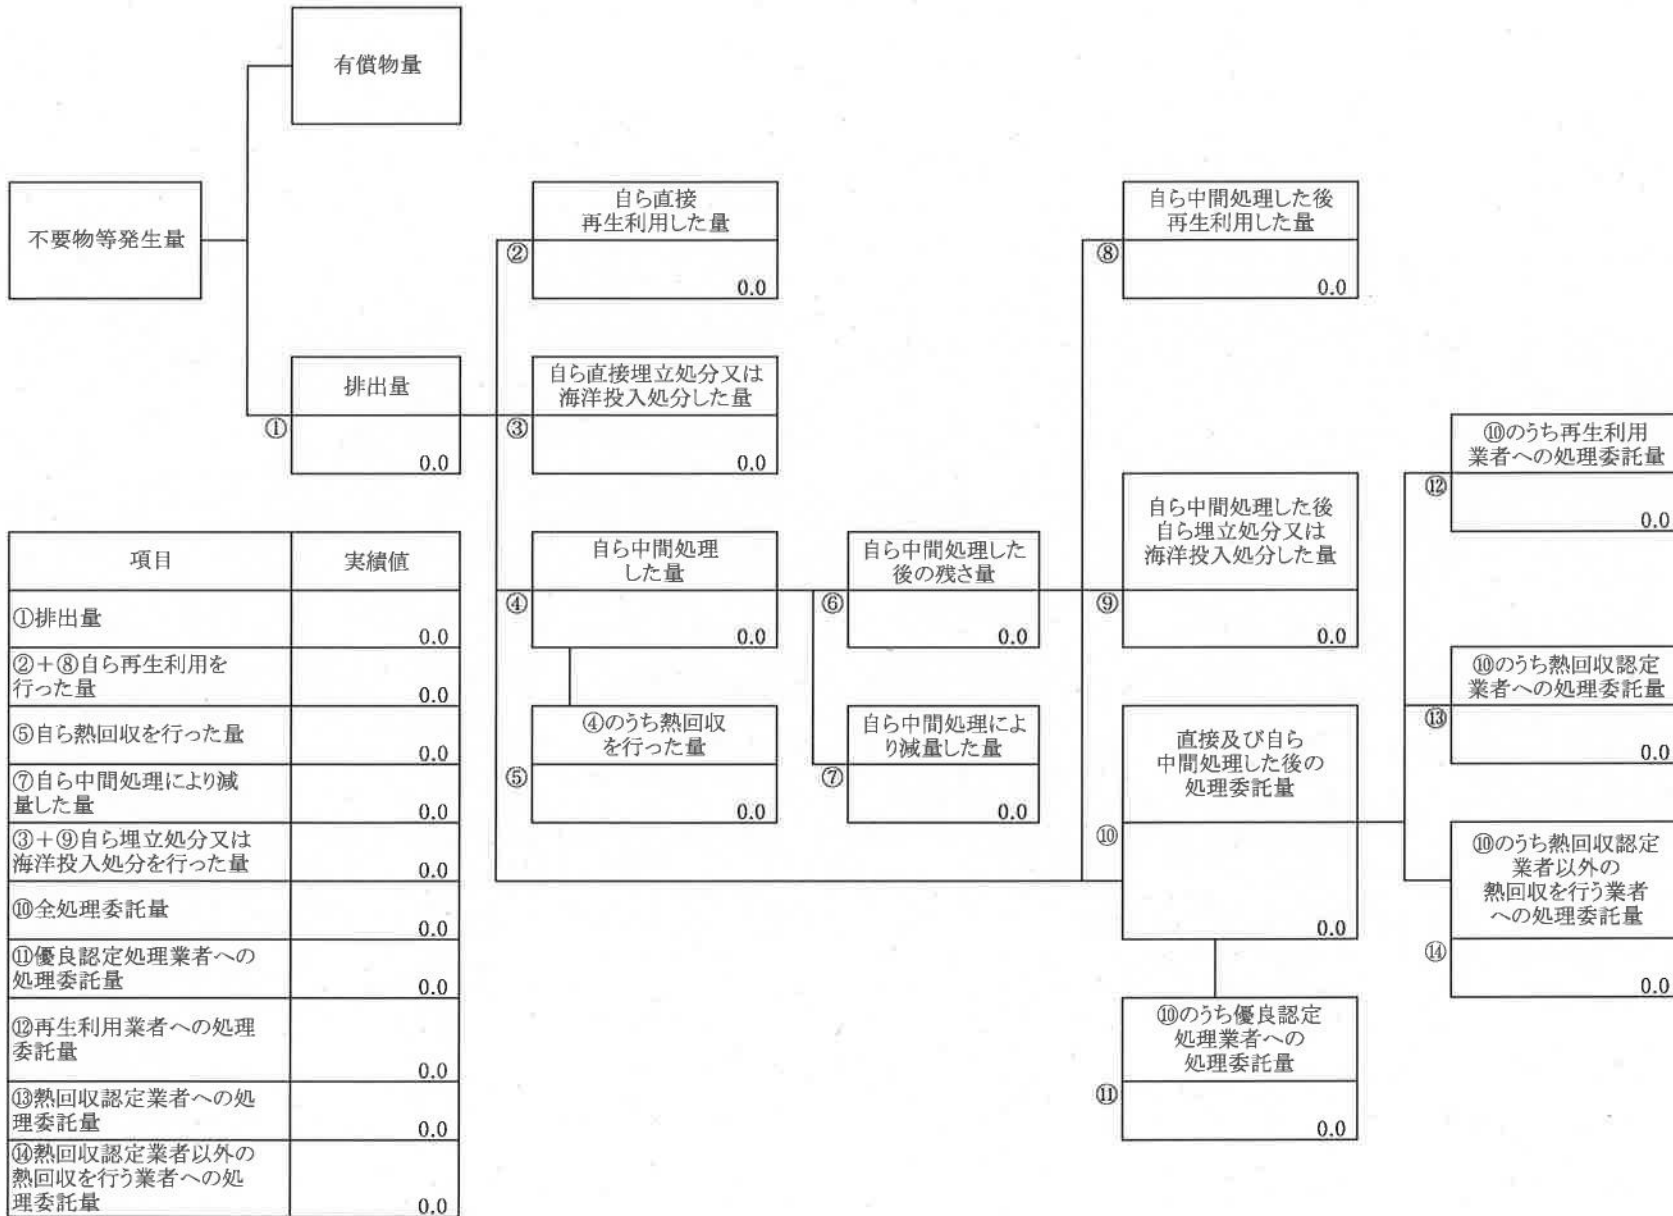 有償物量
不要物等発生量
自ら直接
再生利用した量
②
0.0
自ら中間処理した後
再生利用した量
⑧
0.0
排出量
①
0.0
自ら直接埋立処分又は
海洋投入処分した量
③
0.0
⑩のうち再生利用
業者への処理委託量
⑫
0.0
自ら中間処理した後
自ら埋立処分又は
海洋投入処分した量
⑨
0.0
自ら中間処理
した量
④
0.0
自ら中間処理した
後の残さ量
⑥
0.0
⑩のうち熱回収認定
業者への処理委託量
⑬
0.0
④のうち熱回収
を行った量
⑤
0.0
自ら中間処理によ
り減量した量
⑦
0.0
直接及び自ら
中間処理した後の
処理委託量
⑩
0.0
⑩のうち熱回収認定
業者以外の
熱回収を行う業者
への処理委託量
⑭
0.0
⑩のうち優良認定
処理業者への
処理委託量
⑪
0.0
項目 実績値
①排出量
0.0
②+⑧自ら再生利用を
行った量 0.0
⑤自ら熱回収を行った量
0.0
⑦自ら中間処理により減
量した量 0.0
③+⑨自ら埋立処分又は
海洋投入処分を行った量 0.0
⑩全処理委託量
0.0
⑪優良認定処理業者への
処理委託量 0.0
⑫再生利用業者への処理
委託量
0.0
⑬熱回収認定業者への処
理委託量 0.0
⑭熱回収認定業者以外の
熱回収を行う業者への処
理委託量 0.0